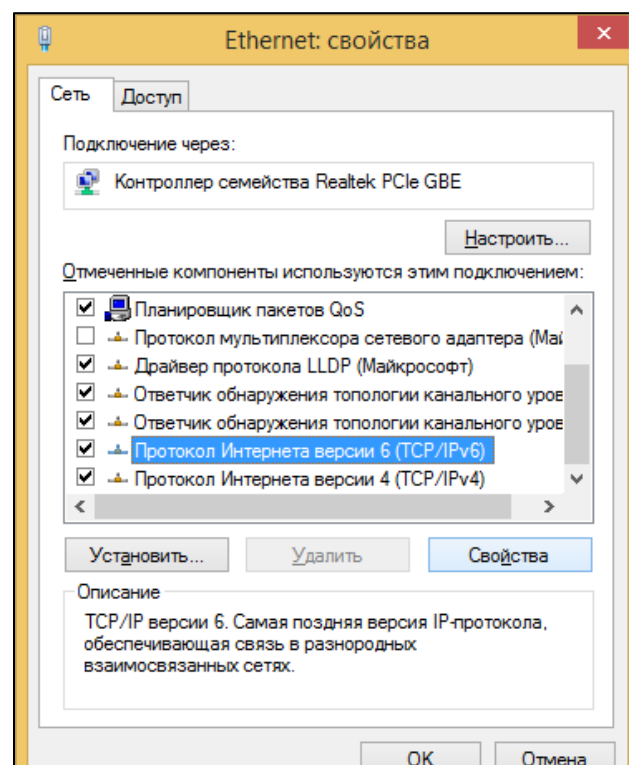 Ethernet: свойства
Сеть Доступ
Подключение через:
Контроллер семейства Realtek PCIe GBE
Настроить...
Отмеченные компоненты используются этим подключением:
Планировщик пакетов QoS
Протокол мультиплексора сетевого адаптера (Май
Драйвер протокола LLDP (Майкрософт)
Ответчик обнаружения топологии канального уров
Ответчик обнаружения топологии канального уров
Протокол Интернета версии 6 (TCP/IPv6)
Протокол Интернета версии 4 (TCP/IPv4)
Установить... Удалить Свойства
Описание
TCP/IP версии 6. Самая поздняя версия IP-протокола,
обеспечивающая связь в разнородных
взаимосвязанных сетях.
OK Отмена